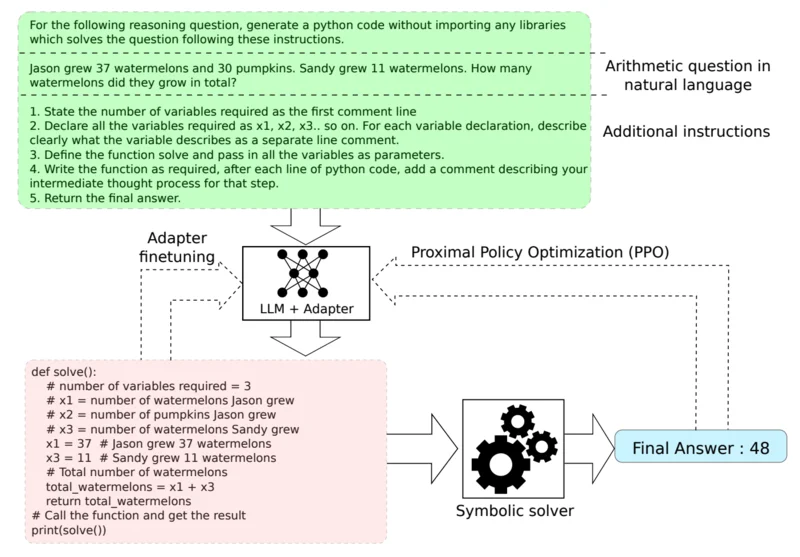 For the following reasoning question, generate a python code without importing any libraries
which solves the question following these instructions.
Jason grew 37 watermelons and 30 pumpkins. Sandy grew 11 watermelons. How many
watermelons did they grow in total?
Arithmetic question in
natural language
1. State the number of variables required as the first comment line
2. Declare all the variables required as x1, x2, x3.. so on. For each variable declaration, describe
clearly what the variable describes as a separate line comment.
3. Define the function solve and pass in all the variables as parameters.
4. Write the function as required, after each line of python code, add a comment describing your
intermediate thought process for that step.
5. Return the final answer.
Additional instructions
Adapter
finetuning
Proximal Policy Optimization (PPO)
LLM + Adapter
def solve():
    # number of variables required = 3
    # x1 = number of watermelons Jason grew
    # x2 = number of pumpkins Jason grew
    # x3 = number of watermelons Sandy grew
    x1 = 37  # Jason grew 37 watermelons
    x3 = 11  # Sandy grew 11 watermelons
    # Total number of watermelons
    total_watermelons = x1 + x3
    return total_watermelons
# Call the function and get the result
print(solve())
Symbolic solver
Final Answer : 48